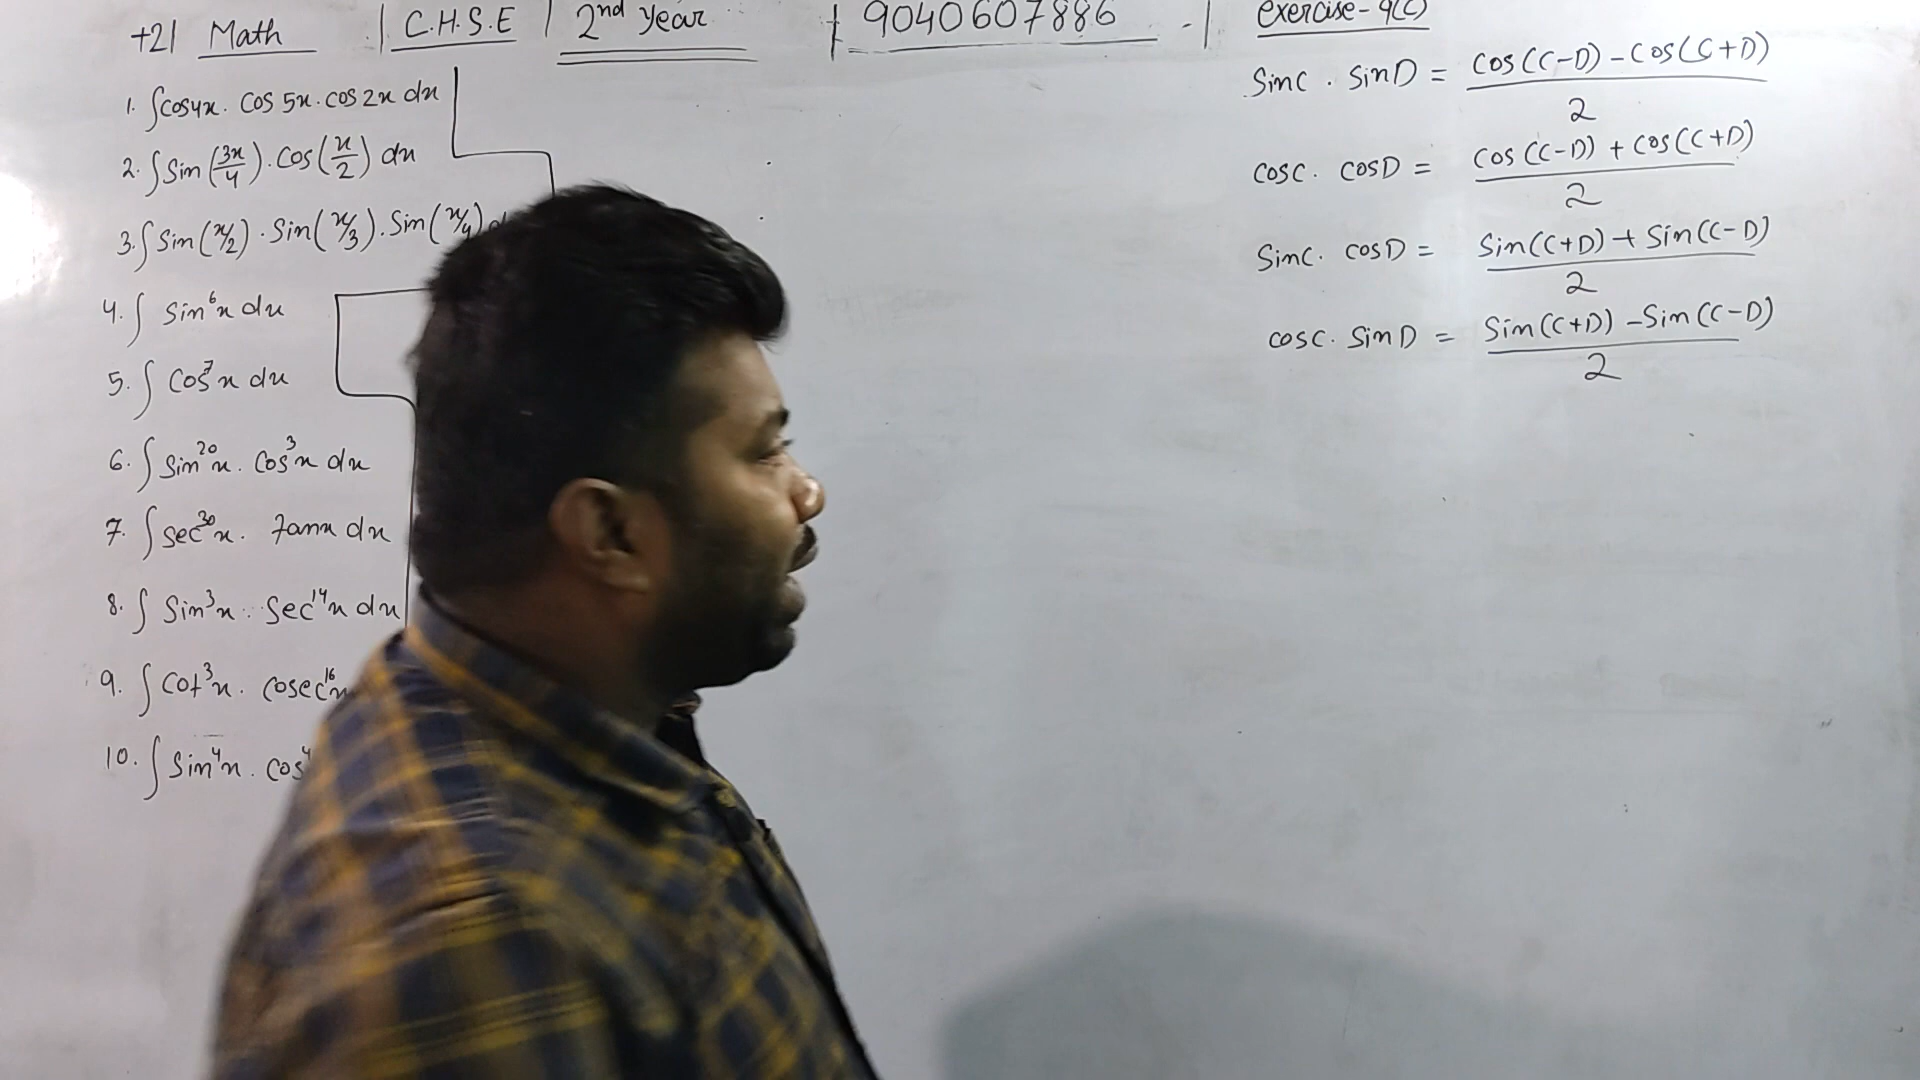 +2| Math | C.H.S.E | 2nd Year | 9040607886 - | exercise-9(C)
1. ∫cos4x. cos 5x. cos 2x dx
2. ∫Sin(3x/4). Cos(x/2) dx
3. ∫Sin(x/2). Sin(x/3). Sin(x/4)
4. ∫ Sin⁶x dx
5. ∫ Cos⁷x dx
6. ∫ Sin²⁰x. Cos³x dx
7. ∫ Sec³⁰x. Tanx dx
8. ∫ Sin³x. Sec¹⁴x dx
9. ∫ Cot³x. Cosec¹⁶x
10. ∫ Sin⁴x. Cos⁴
SinC . SinD = Cos(C-D) - Cos(C+D) / 2
CosC. CosD = Cos(C-D) + Cos(C+D) / 2
SinC. CosD = Sin(C+D) + Sin(C-D) / 2
CosC. SinD = Sin(C+D) - Sin(C-D) / 2